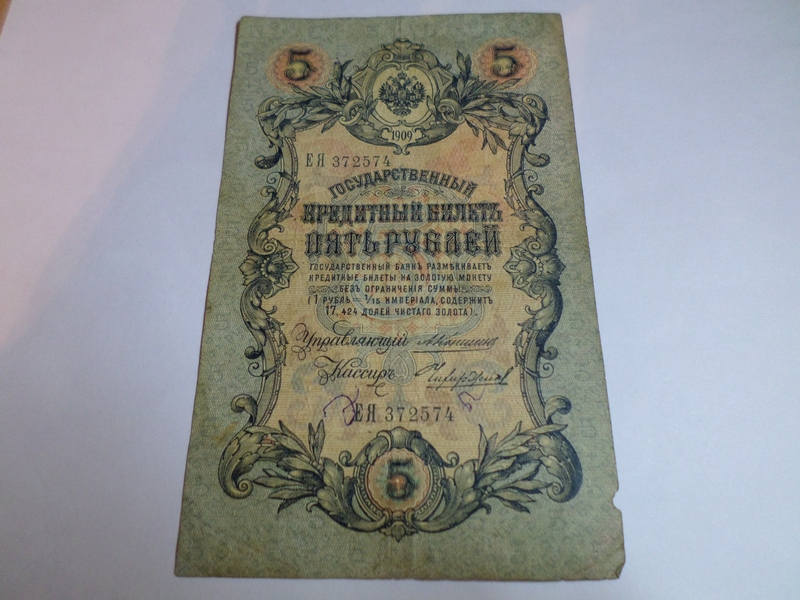 5 5
1909
ЕЯ 372574
ГОСУДАРСТВЕННЫЙ
КРЕДИТНЫЙ БИЛЕТЪ
ПЯТЬ РУБЛЕЙ
ГОСУДАРСТВЕННЫЙ БАНКЪ РАЗМѢНИВАЕТЪ
КРЕДИТНЫЕ БИЛЕТЫ НА ЗОЛОТУЮ МОНЕТУ
БЕЗЪ ОГРАНИЧЕНІЯ СУММЫ
(1 РУБЛЬ = 1/15 ИМПЕРІАЛА, СОДЕРЖИТЪ
17,424 ДОЛЕЙ ЧИСТАГО ЗОЛОТА).
Управляющій
Кассиръ
ЕЯ 372574
5